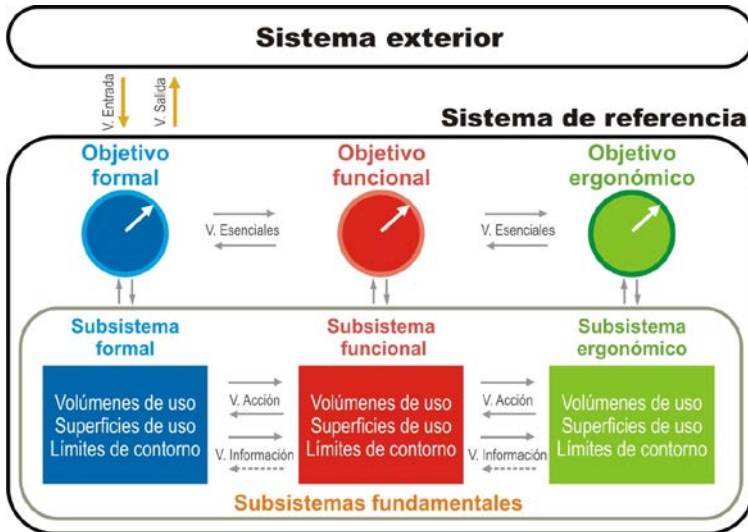 Sistema exterior
V. Entrada
V. Salida
Sistema de referencia
Objetivo
formal
Objetivo
funcional
Objetivo
ergonómico
V. Esenciales
V. Esenciales
Subsistema
formal
Subsistema
funcional
Subsistema
ergonómico
Volúmenes de uso
Superficies de uso
Límites de contorno
V. Acción
V. Información
Volúmenes de uso
Superficies de uso
Límites de contorno
V. Acción
V. Información
Volúmenes de uso
Superficies de uso
Límites de contorno
Subsistemas fundamentales